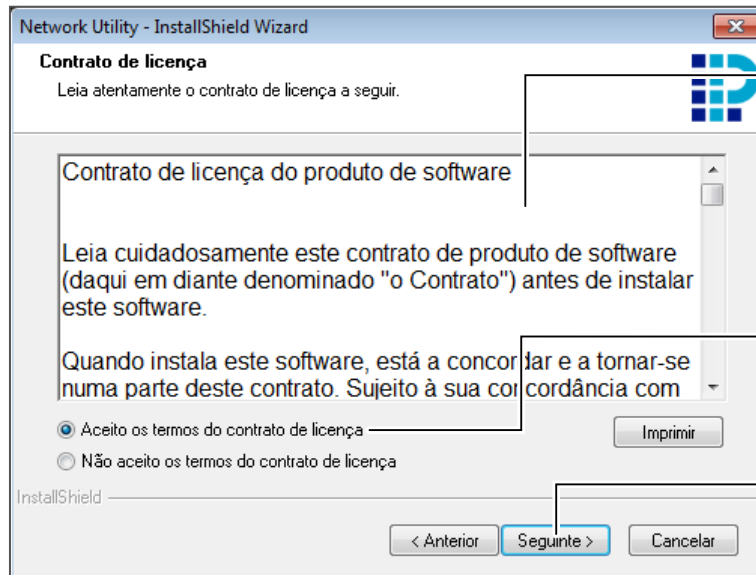 Network Utility - InstallShield Wizard
Contrato de licença
Leia atentamente o contrato de licença a seguir.
Contrato de licença do produto de software
Leia cuidadosamente este contrato de produto de software
(daqui em diante denominado "o Contrato") antes de instalar
este software.
Quando instala este software, está a concordar e a tornar-se
numa parte deste contrato. Sujeito à sua concordância com
Aceito os termos do contrato de licença
Imprimir
Não aceito os termos do contrato de licença
InstallShield
< Anterior
Seguinte >
Cancelar